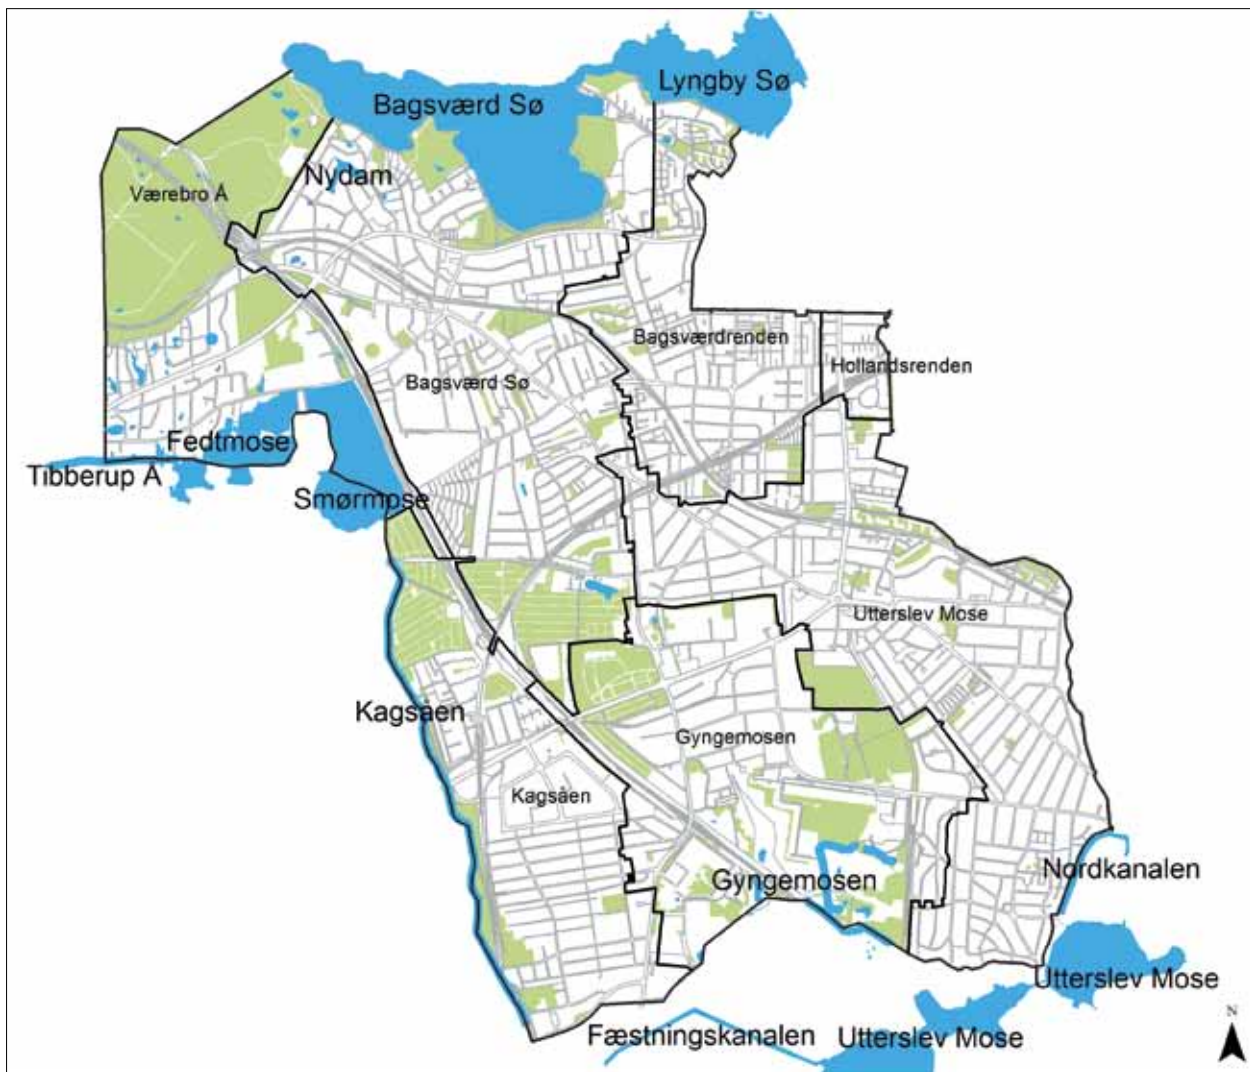 Lyngby Sø
Bagsværd Sø
Nydam
Værebro Å
Bagsværdrenden
Hollandsrenden
Bagsværd Sø
Fedtmose
Tibberup Å
Smørmose
Utterslev Mose
Kagsåen
Gyngemosen
Kagsåen
Nordkanalen
Gyngemosen
Utterslev Mose
N
Fæstningskanalen
Utterslev Mose